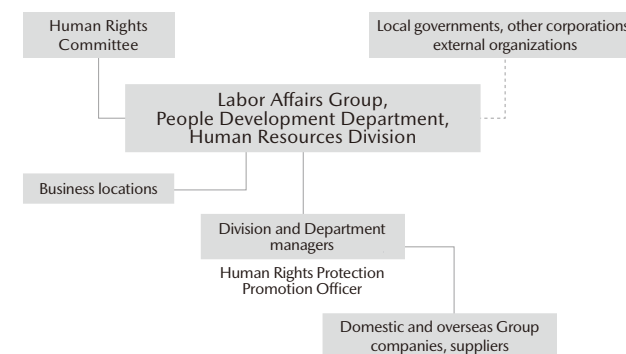 Human Rights
Committee
Local governments, other corporations
external organizations
Labor Affairs Group,
People Development Department,
Human Resources Division
Business locations
Division and Department
managers
Human Rights Protection
Promotion Officer
Domestic and overseas Group
companies, suppliers